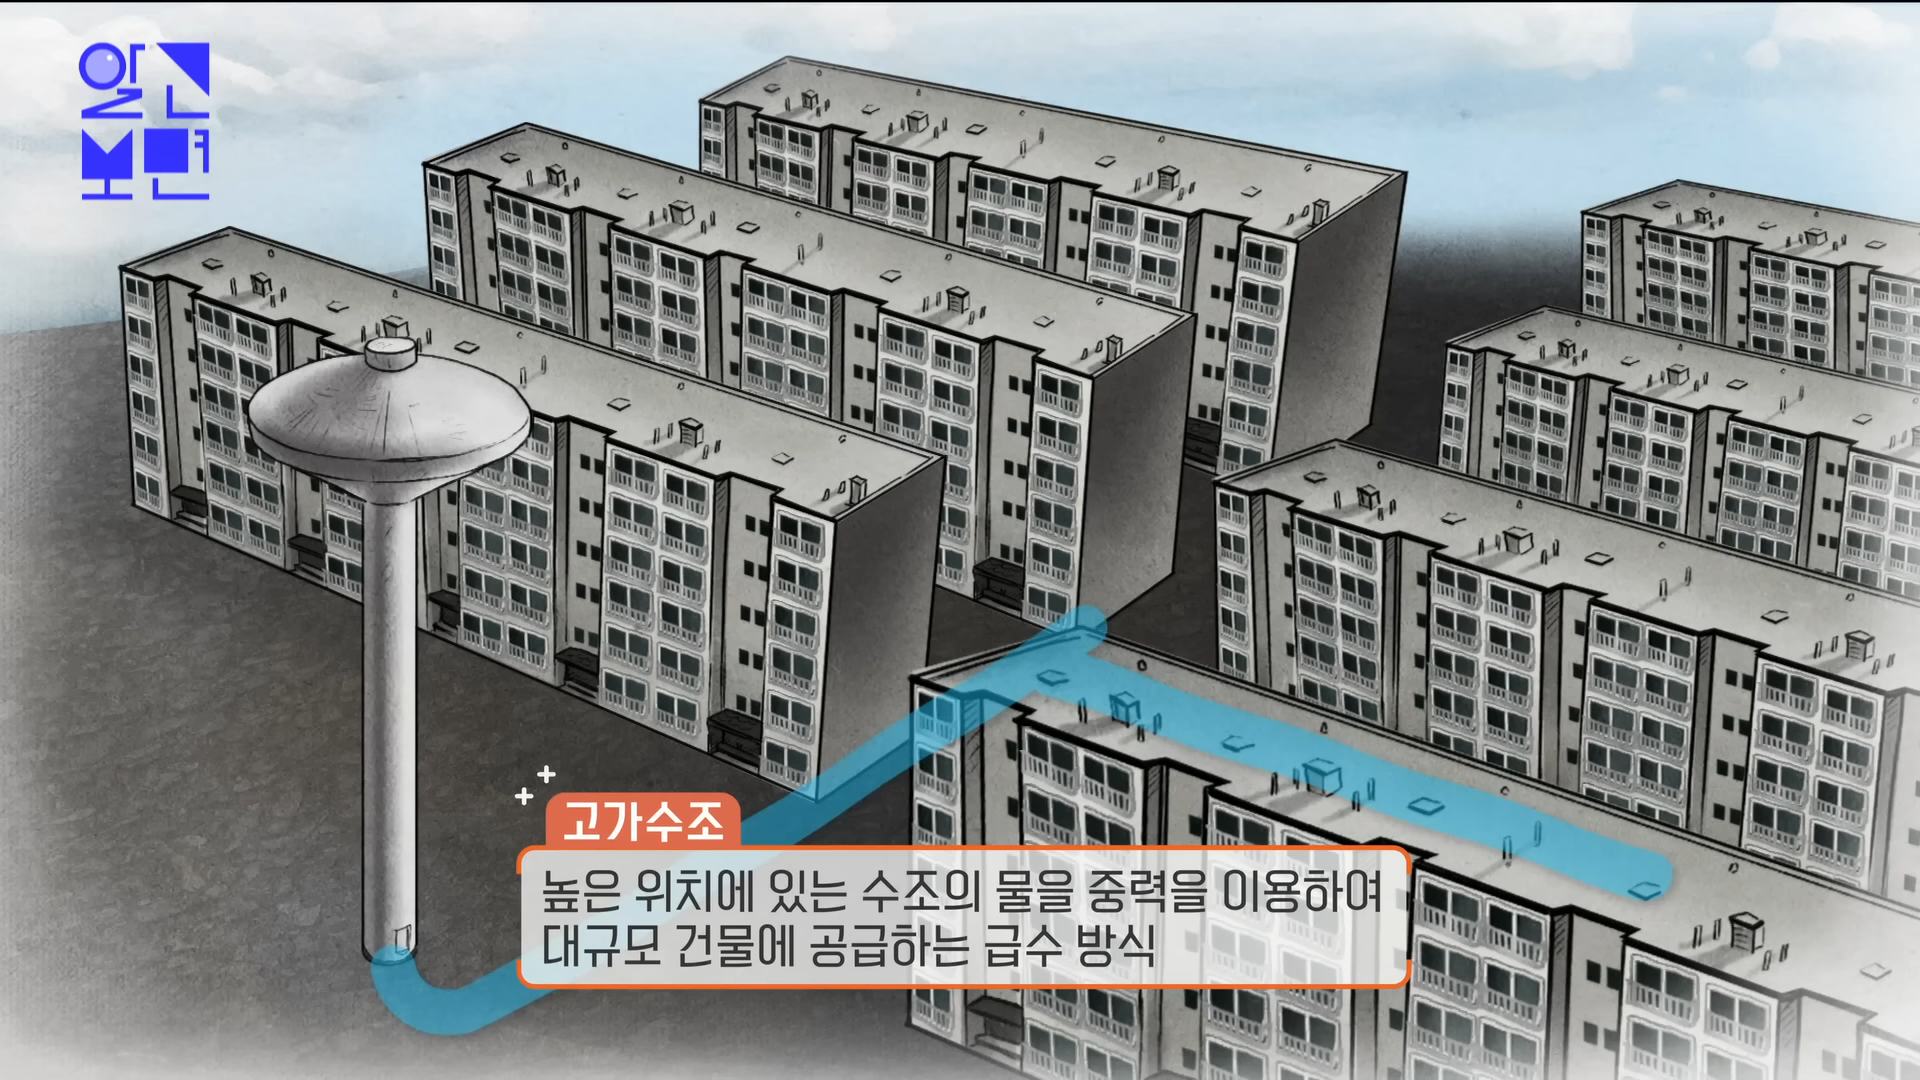 알고
보면
고가수조
높은 위치에 있는 수조의 물을 중력을 이용하여
대규모 건물에 공급하는 급수 방식